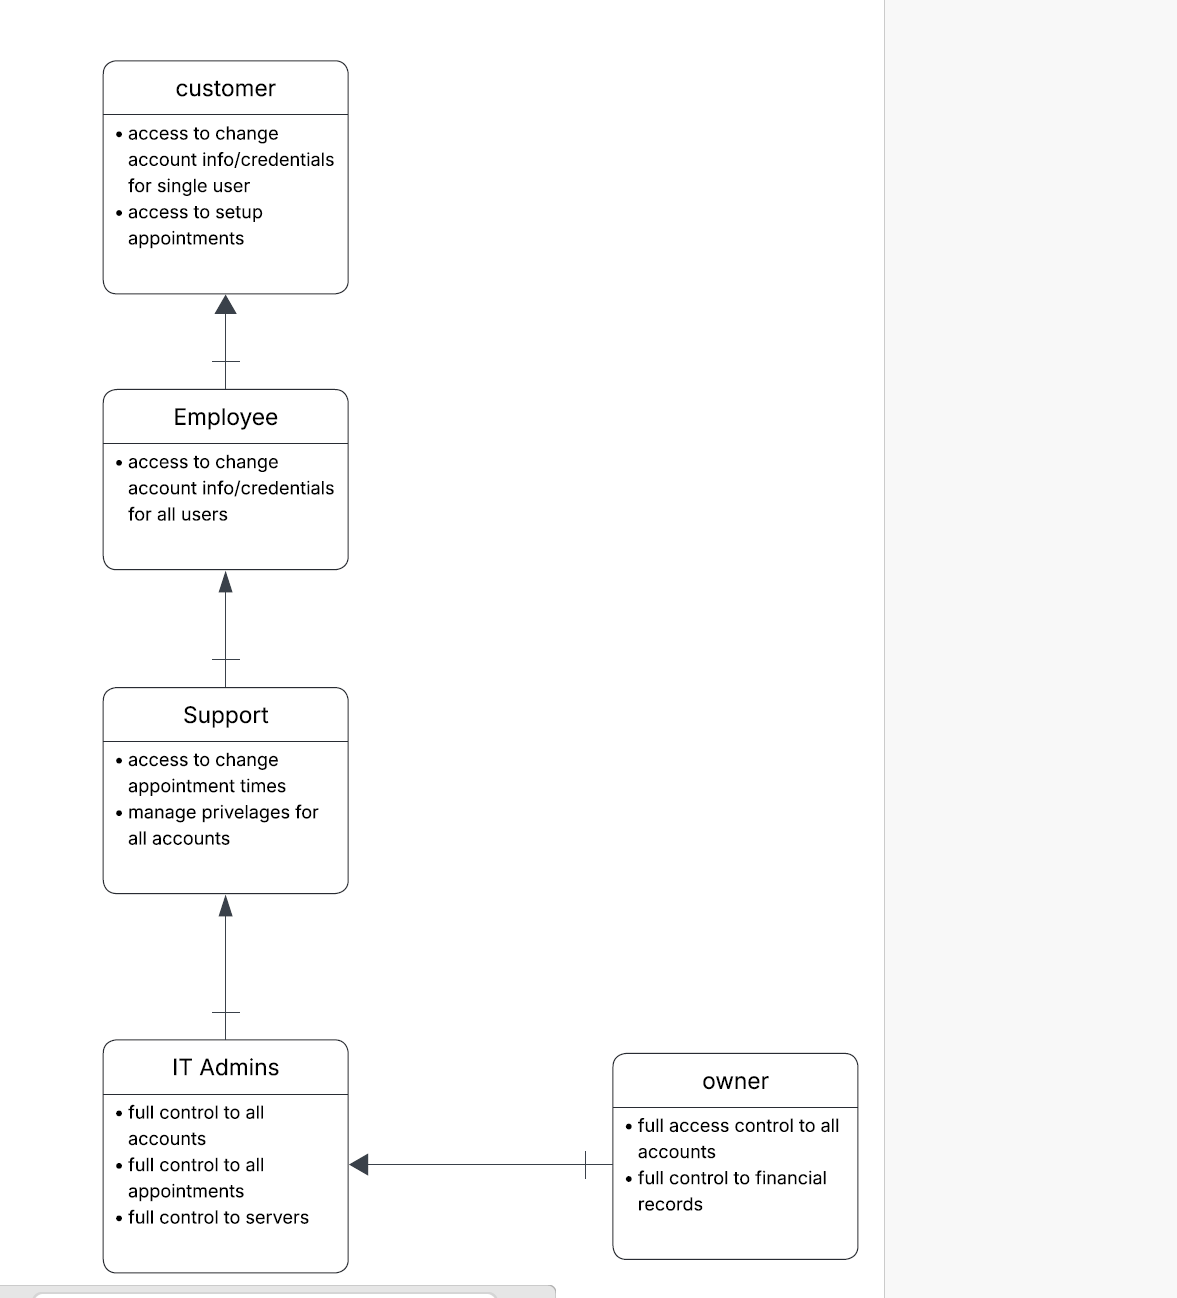 customer
• access to change
account info/credentials
for single user
• access to setup
appointments
Employee
• access to change
account info/credentials
for all users
Support
• access to change
appointment times
• manage privelages for
all accounts
IT Admins
• full control to all
accounts
• full control to all
appointments
• full control to servers
owner
• full access control to all
accounts
• full control to financial
records